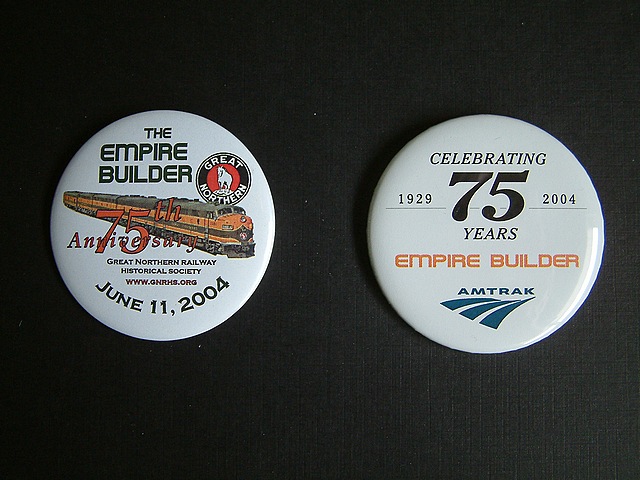 THE
EMPIRE
BUILDER
GREAT
NORTHERN
75th
Anniversary
GREAT NORTHERN RAILWAY
HISTORICAL SOCIETY
WWW.GNRHS.ORG
JUNE 11, 2004
CELEBRATING
1929 75 2004
YEARS
EMPIRE BUILDER
AMTRAK